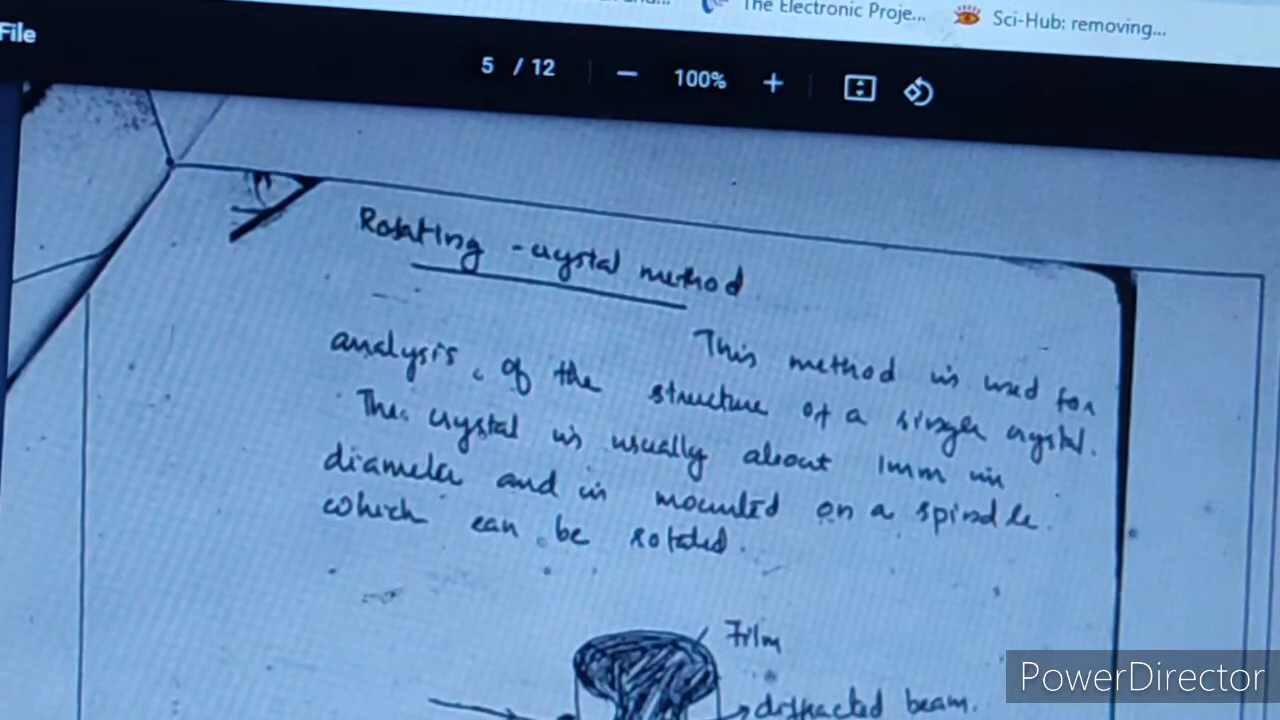 The Electronic Proje...
Sci-Hub: removing...
File
5 / 12
100%
Rotating - crystal method
This method is used for
analysis of the structure of a single crystal.
The crystal is usually about 1mm in
diameter and is mounted on a spindle.
which can be rotated.
Film
diffracted beam.
PowerDirector